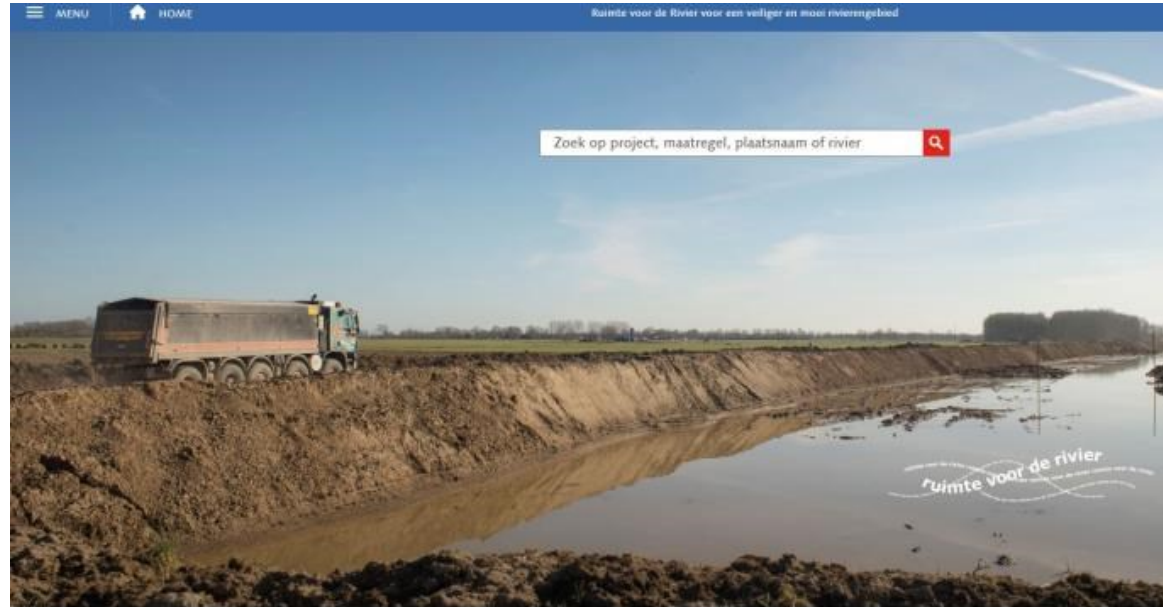 MENU HOME Ruimte voor de Rivier voor een veiliger en mooi rivierengebied
Zoek op project, maatregel, plaatsnaam of rivier
ruimte voor de rivier